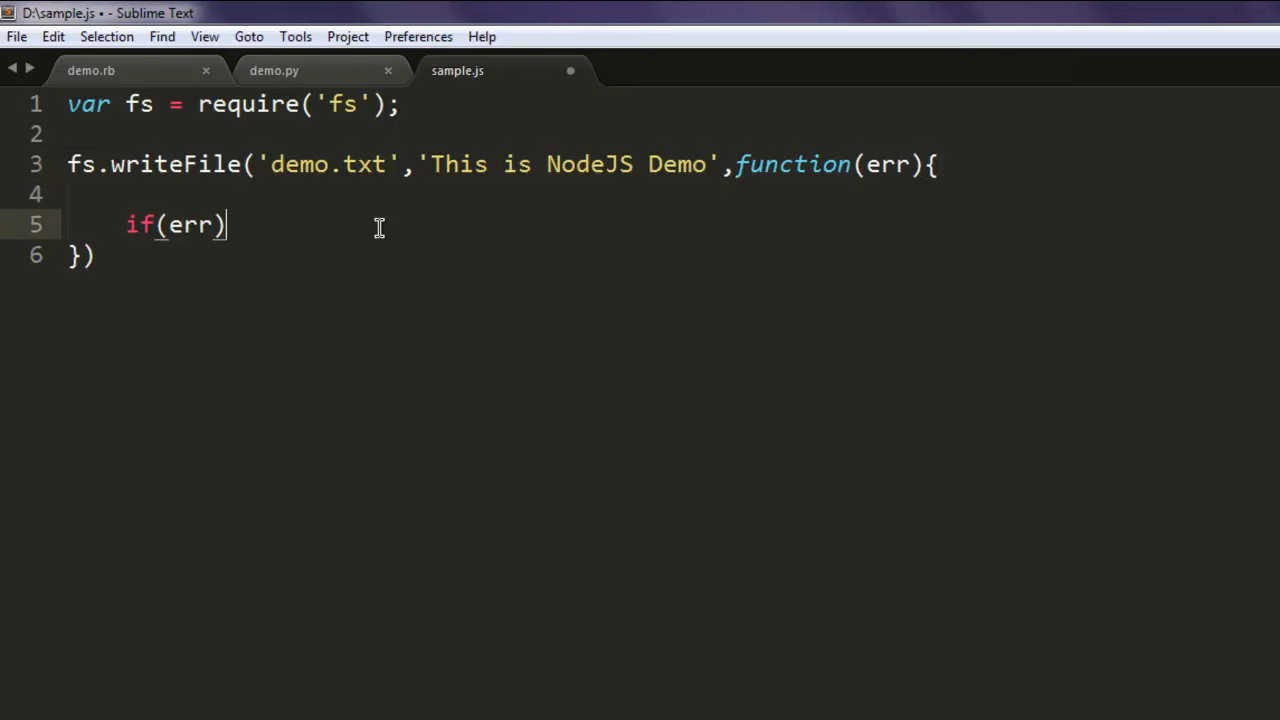 D:\sample.js • - Sublime Text
File Edit Selection Find View Goto Tools Project Preferences Help
demo.rb × demo.py × sample.js
1 var fs = require('fs');
2
3 fs.writeFile('demo.txt','This is NodeJS Demo',function(err){
4
5     if(err)
6 })